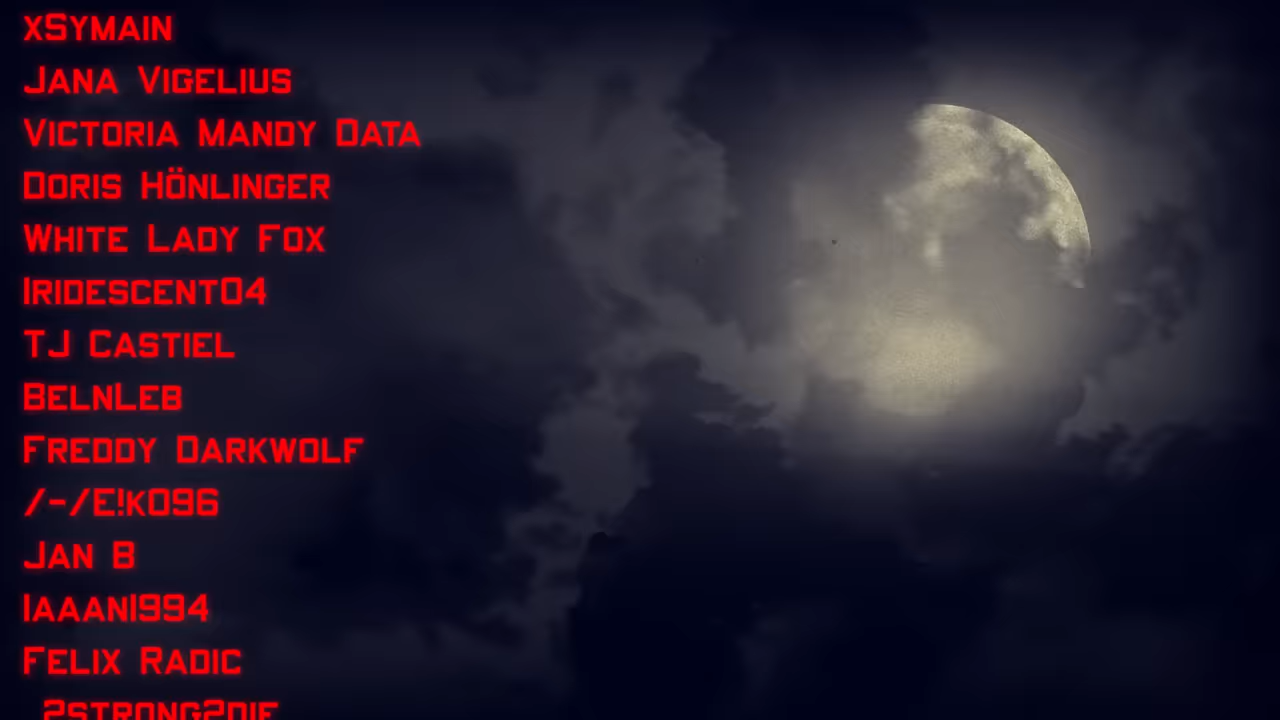 xSymain
Jana Vigelius
Victoria Mandy Data
Doris Hönlinger
White Lady Fox
Iridescent04
TJ Castiel
BelnLeb
Freddy Darkwolf
/-/E!k096
Jan B
Iaaan1994
Felix Radic
2strong2die